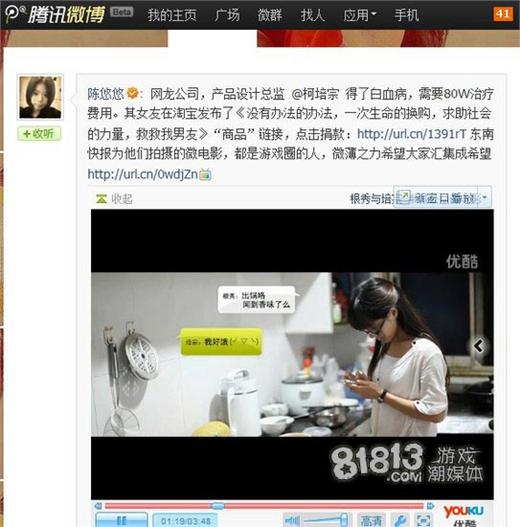 腾讯微博 Beta 我的主页 广场 微群 找人 应用 手机 41
陈悠悠：网龙公司，产品设计总监 @柯培宗 得了白血病，需要80W治疗
费用。其女友在淘宝发布了《没有办法的办法，一次生命的换购，求助社会
的力量，救救我男友》“商品”链接，点击捐款：http://url.cn/1391rT 东南
快报为他们拍摄的微电影，都是游戏圈的人，微薄之力希望大家汇集成希望
http://url.cn/0wdjZn
+收听
收起
根秀与培 新窗口播放
优酷
根秀：出锅咯
闻到香味了么
培宗：我好饿(╯▽╰)
81813 游戏
潮媒体
01:19/03:48 高清
YOUKU
优酷